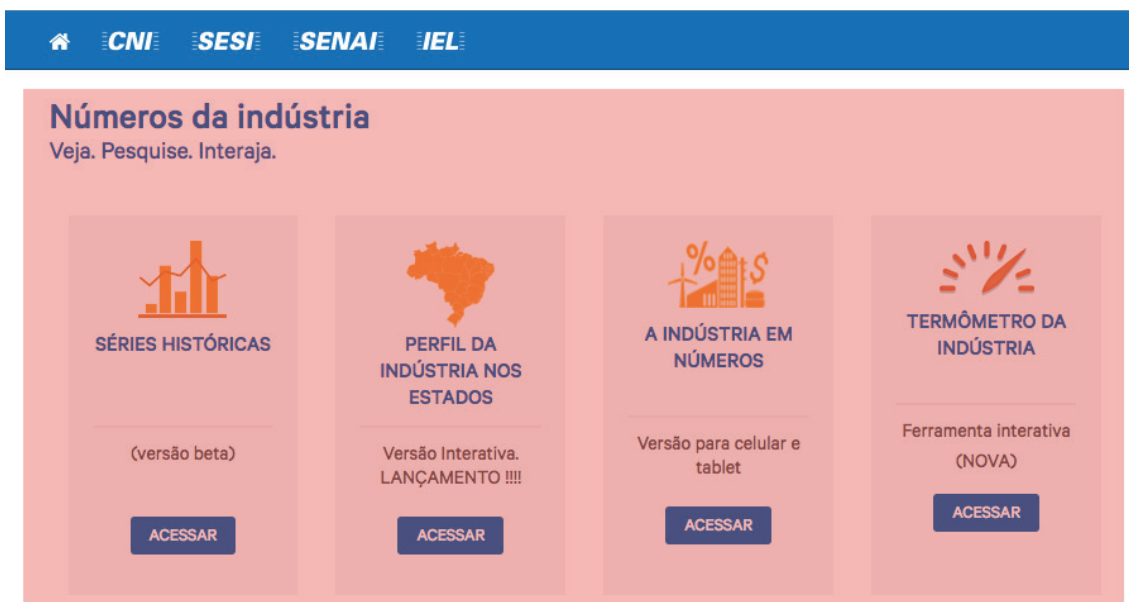 CNI SESI SENAI IEL
Números da indústria
Veja. Pesquise. Interaja.
SÉRIES HISTÓRICAS
(versão beta)
ACESSAR
PERFIL DA
INDÚSTRIA NOS
ESTADOS
Versão Interativa.
LANÇAMENTO !!!!
ACESSAR
% $
A INDÚSTRIA EM
NÚMEROS
Versão para celular e
tablet
ACESSAR
TERMÔMETRO DA
INDÚSTRIA
Ferramenta interativa
(NOVA)
ACESSAR